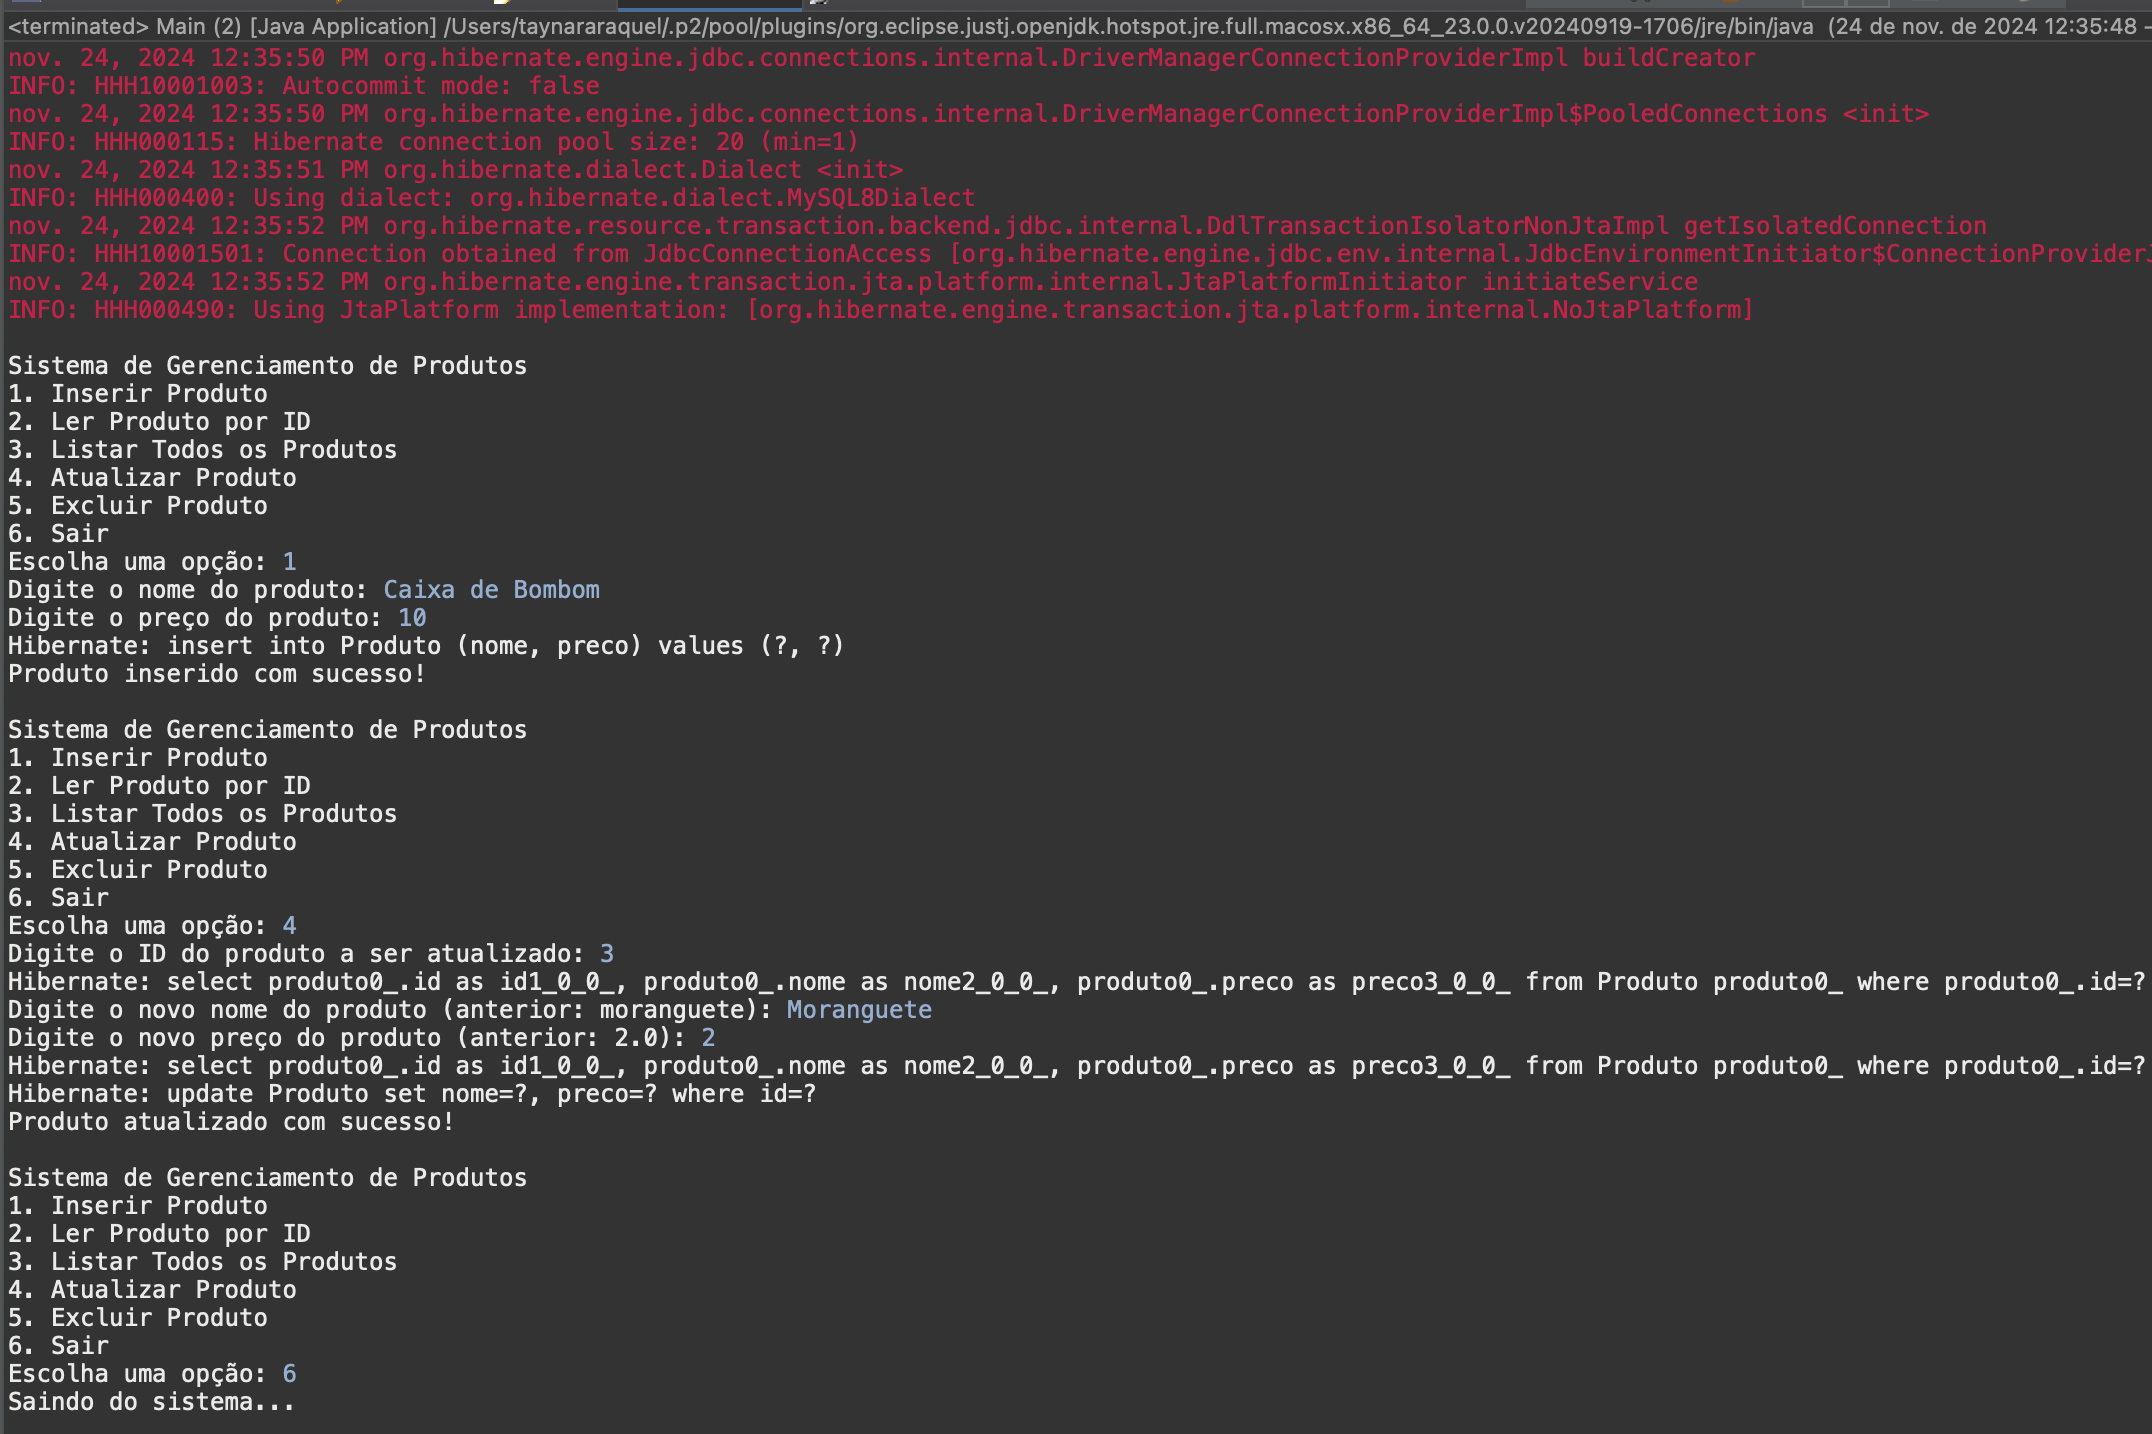 <terminated> Main (2) [Java Application] /Users/taynararaquel/.p2/pool/plugins/org.eclipse.justj.openjdk.hotspot.jre.full.macosx.x86_64_23.0.0.v20240919-1706/jre/bin/java  (24 de nov. de 2024 12:35:48 –
nov. 24, 2024 12:35:50 PM org.hibernate.engine.jdbc.connections.internal.DriverManagerConnectionProviderImpl buildCreator
INFO: HHH10001003: Autocommit mode: false
nov. 24, 2024 12:35:50 PM org.hibernate.engine.jdbc.connections.internal.DriverManagerConnectionProviderImpl$PooledConnections <init>
INFO: HHH000115: Hibernate connection pool size: 20 (min=1)
nov. 24, 2024 12:35:51 PM org.hibernate.dialect.Dialect <init>
INFO: HHH000400: Using dialect: org.hibernate.dialect.MySQL8Dialect
nov. 24, 2024 12:35:52 PM org.hibernate.resource.transaction.backend.jdbc.internal.DdlTransactionIsolatorNonJtaImpl getIsolatedConnection
INFO: HHH10001501: Connection obtained from JdbcConnectionAccess [org.hibernate.engine.jdbc.env.internal.JdbcEnvironmentInitiator$ConnectionProviderJ
nov. 24, 2024 12:35:52 PM org.hibernate.engine.transaction.jta.platform.internal.JtaPlatformInitiator initiateService
INFO: HHH000490: Using JtaPlatform implementation: [org.hibernate.engine.transaction.jta.platform.internal.NoJtaPlatform]
Sistema de Gerenciamento de Produtos
1. Inserir Produto
2. Ler Produto por ID
3. Listar Todos os Produtos
4. Atualizar Produto
5. Excluir Produto
6. Sair
Escolha uma opção: 1
Digite o nome do produto: Caixa de Bombom
Digite o preço do produto: 10
Hibernate: insert into Produto (nome, preco) values (?, ?)
Produto inserido com sucesso!
Sistema de Gerenciamento de Produtos
1. Inserir Produto
2. Ler Produto por ID
3. Listar Todos os Produtos
4. Atualizar Produto
5. Excluir Produto
6. Sair
Escolha uma opção: 4
Digite o ID do produto a ser atualizado: 3
Hibernate: select produto0_.id as id1_0_0_, produto0_.nome as nome2_0_0_, produto0_.preco as preco3_0_0_ from Produto produto0_ where produto0_.id=?
Digite o novo nome do produto (anterior: moranguete): Moranguete
Digite o novo preço do produto (anterior: 2.0): 2
Hibernate: select produto0_.id as id1_0_0_, produto0_.nome as nome2_0_0_, produto0_.preco as preco3_0_0_ from Produto produto0_ where produto0_.id=?
Hibernate: update Produto set nome=?, preco=? where id=?
Produto atualizado com sucesso!
Sistema de Gerenciamento de Produtos
1. Inserir Produto
2. Ler Produto por ID
3. Listar Todos os Produtos
4. Atualizar Produto
5. Excluir Produto
6. Sair
Escolha uma opção: 6
Saindo do sistema...